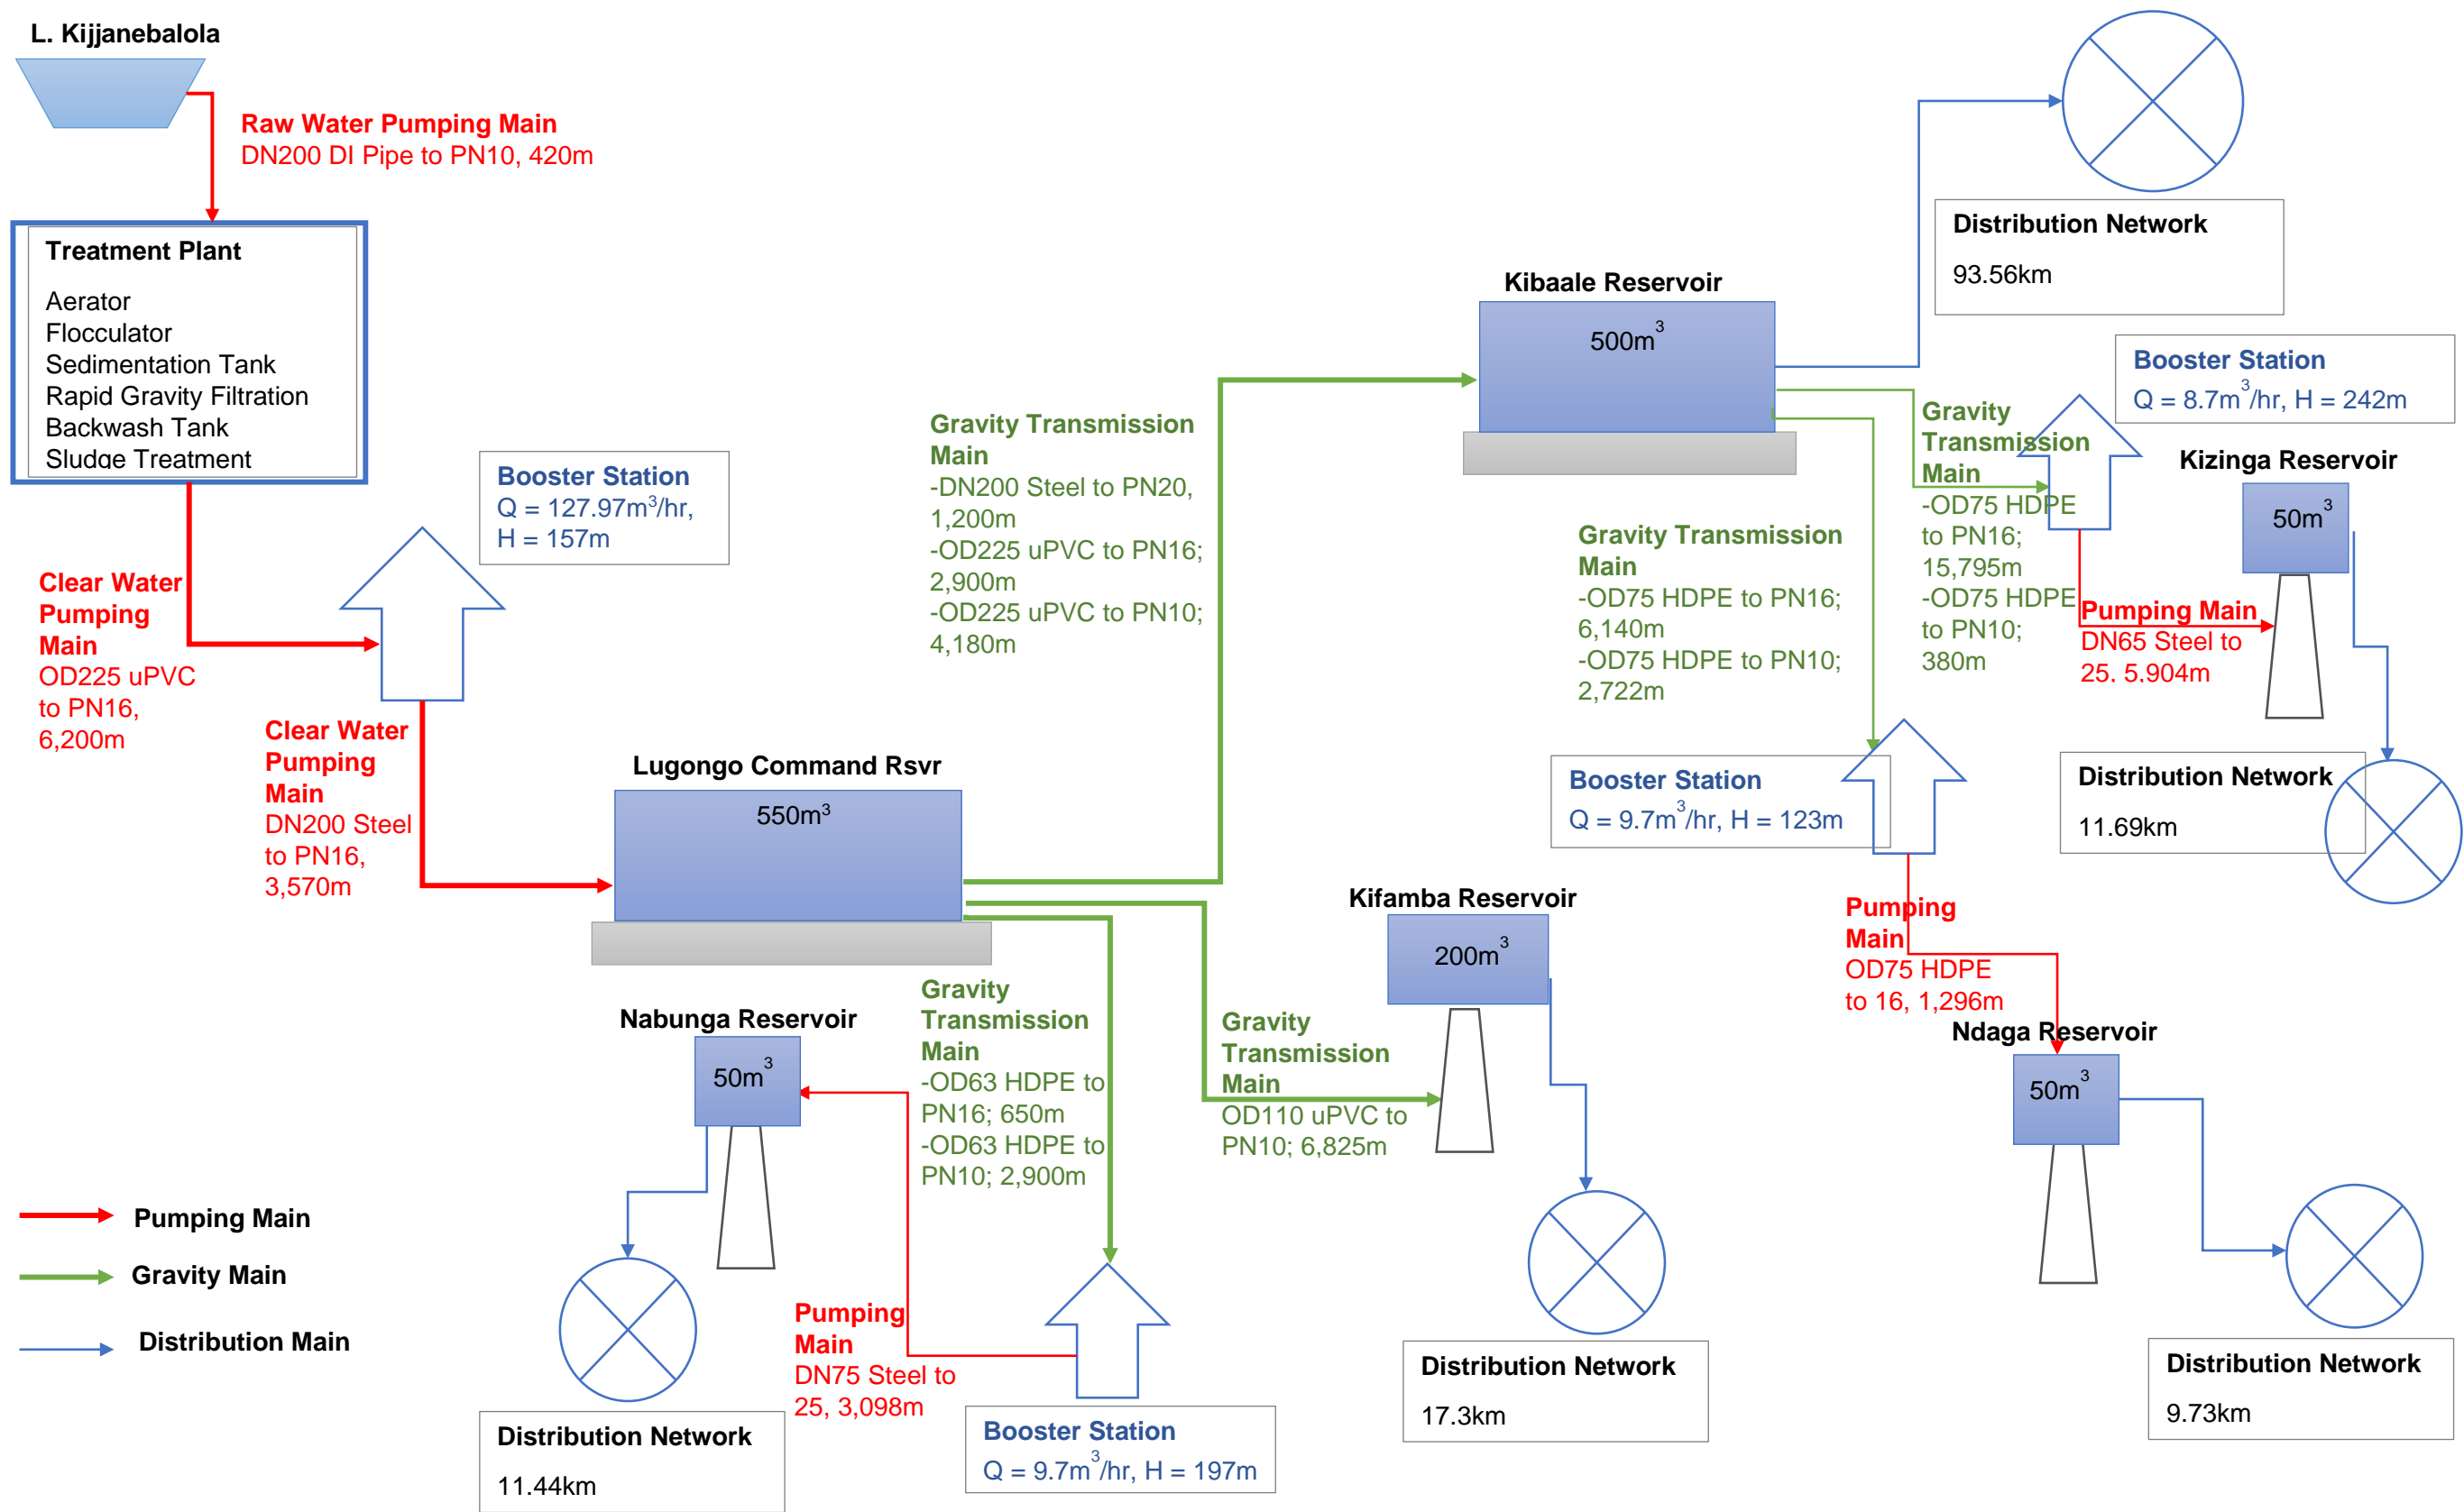 L. Kijjanebalola
Raw Water Pumping Main
DN200 DI Pipe to PN10, 420m
Treatment Plant
Aerator
Flocculator
Sedimentation Tank
Rapid Gravity Filtration
Backwash Tank
Sludge Treatment
Clear Water
Pumping
Main
OD225 uPVC
to PN16,
6,200m
Booster Station
Q = 127.97m³/hr,
H = 157m
Clear Water
Pumping
Main
DN200 Steel
to PN16,
3,570m
Lugongo Command Rsvr
550m³
Gravity Transmission
Main
-DN200 Steel to PN20,
1,200m
-OD225 uPVC to PN16;
2,900m
-OD225 uPVC to PN10;
4,180m
Kibaale Reservoir
500m³
Distribution Network
93.56km
Booster Station
Q = 8.7m³/hr, H = 242m
Gravity
Transmission
Main
-OD75 HDPE
to PN16;
15,795m
-OD75 HDPE
to PN10;
380m
Kizinga Reservoir
50m³
Pumping Main
DN65 Steel to
25, 5,904m
Distribution Network
11.69km
Gravity Transmission
Main
-OD75 HDPE to PN16;
6,140m
-OD75 HDPE to PN10;
2,722m
Booster Station
Q = 9.7m³/hr, H = 123m
Pumping
Main
OD75 HDPE
to 16, 1,296m
Ndaga Reservoir
50m³
Distribution Network
9.73km
Kifamba Reservoir
200m³
Gravity
Transmission
Main
OD110 uPVC to
PN10; 6,825m
Distribution Network
17.3km
Gravity
Transmission
Main
-OD63 HDPE to
PN16; 650m
-OD63 HDPE to
PN10; 2,900m
Nabunga Reservoir
50m³
Pumping
Main
DN75 Steel to
25, 3,098m
Booster Station
Q = 9.7m³/hr, H = 197m
Distribution Network
11.44km
Pumping Main
Gravity Main
Distribution Main